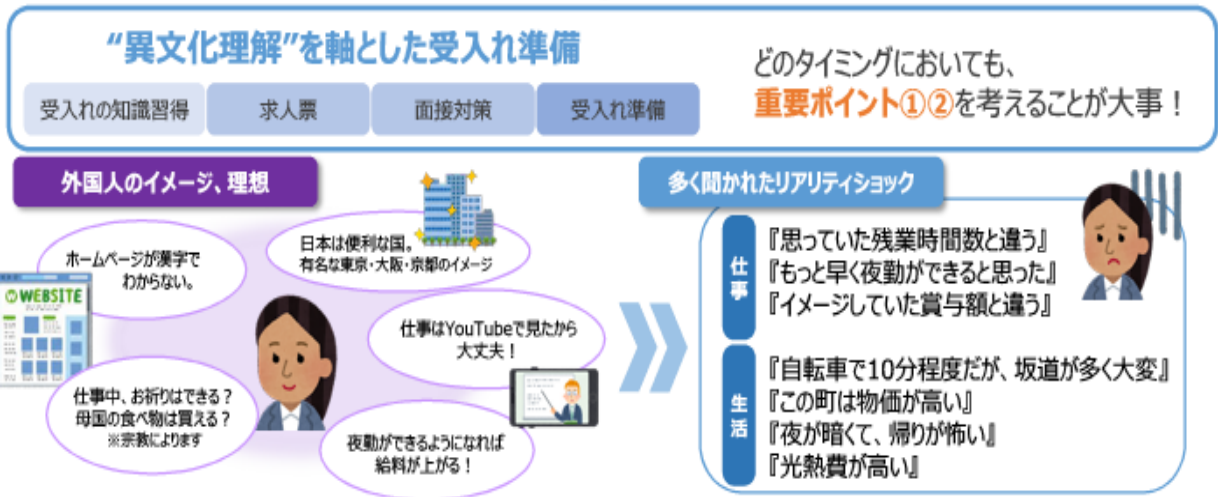 “異文化理解”を軸とした受入れ準備
受入れの知識習得
求人票
面接対策
受入れ準備
どのタイミングにおいても、
重要ポイント①②を考えることが大事！
外国人のイメージ、理想
ホームページが漢字で
わからない。
日本は便利な国。
有名な東京・大阪・京都のイメージ
WEBSITE
仕事はYouTubeで見たから
大丈夫！
仕事中、お祈りはできる？
母国の食べ物は買える？
※宗教によります
夜勤ができるようになれば
給料が上がる！
多く聞かれたリアリティショック
仕事
『思っていた残業時間数と違う』
『もっと早く夜勤ができると思った』
『イメージしていた賞与額と違う』
生活
『自転車で10分程度だが、坂道が多く大変』
『この町は物価が高い』
『夜が暗くて、帰りが怖い』
『光熱費が高い』